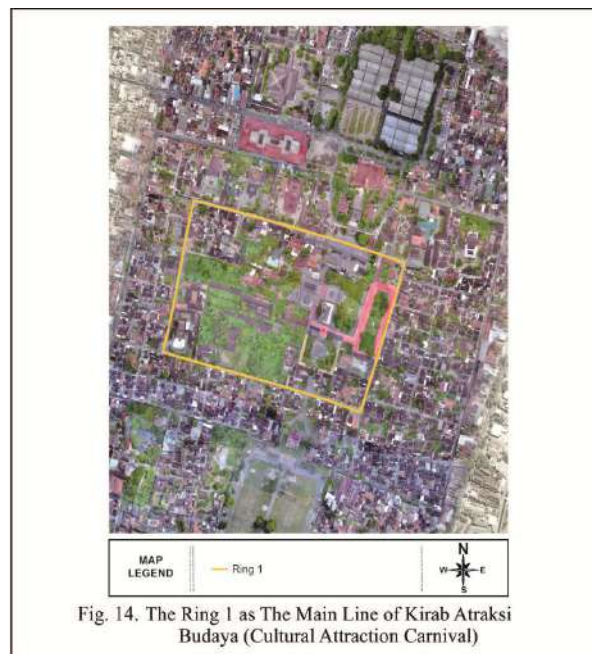 MAP
LEGEND
Ring 1
N
W E
S
Fig. 14. The Ring 1 as The Main Line of Kirab Atraksi
Budaya (Cultural Attraction Carnival)